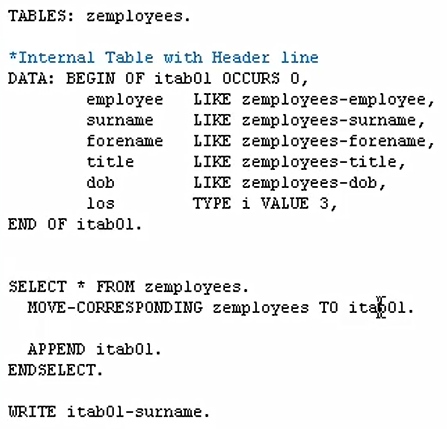 TABLES: zemployees.
*Internal Table with Header line
DATA: BEGIN OF itab01 OCCURS 0,
employee LIKE zemployees-employee,
surname LIKE zemployees-surname,
forename LIKE zemployees-forename,
title LIKE zemployees-title,
dob LIKE zemployees-dob,
los TYPE i VALUE 3,
END OF itab01.
SELECT * FROM zemployees.
MOVE-CORRESPONDING zemployees TO itab01.
APPEND itab01.
ENDSELECT.
WRITE itab01-surname.